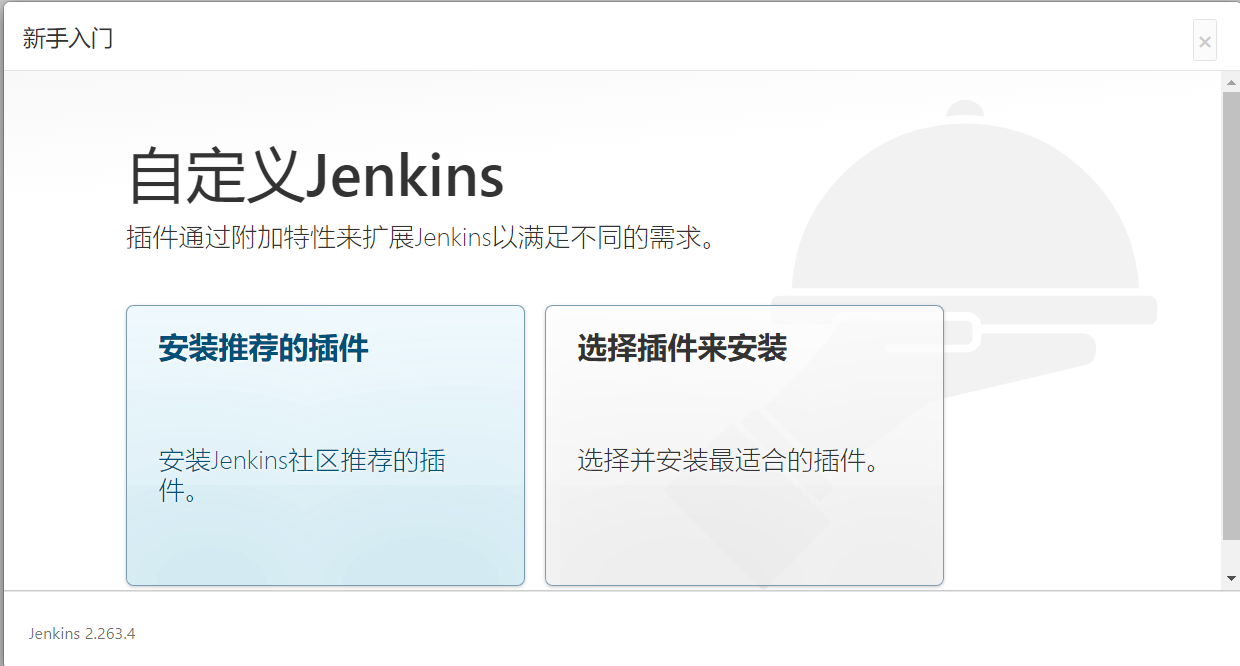 新手入门
×
自定义Jenkins
插件通过附加特性来扩展Jenkins以满足不同的需求。
安装推荐的插件
安装Jenkins社区推荐的插
件。
选择插件来安装
选择并安装最适合的插件。
Jenkins 2.263.4